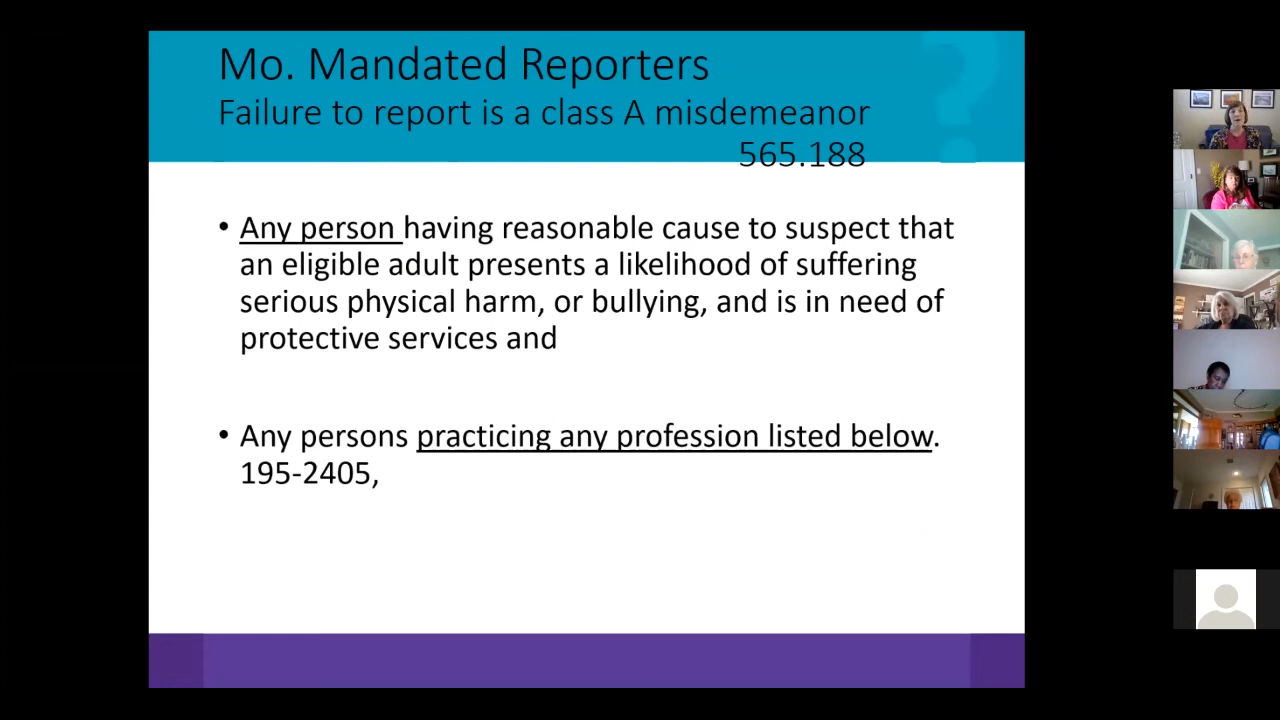 Mo. Mandated Reporters
Failure to report is a class A misdemeanor
565.188
• Any person having reasonable cause to suspect that
an eligible adult presents a likelihood of suffering
serious physical harm, or bullying, and is in need of
protective services and
• Any persons practicing any profession listed below.
195-2405,